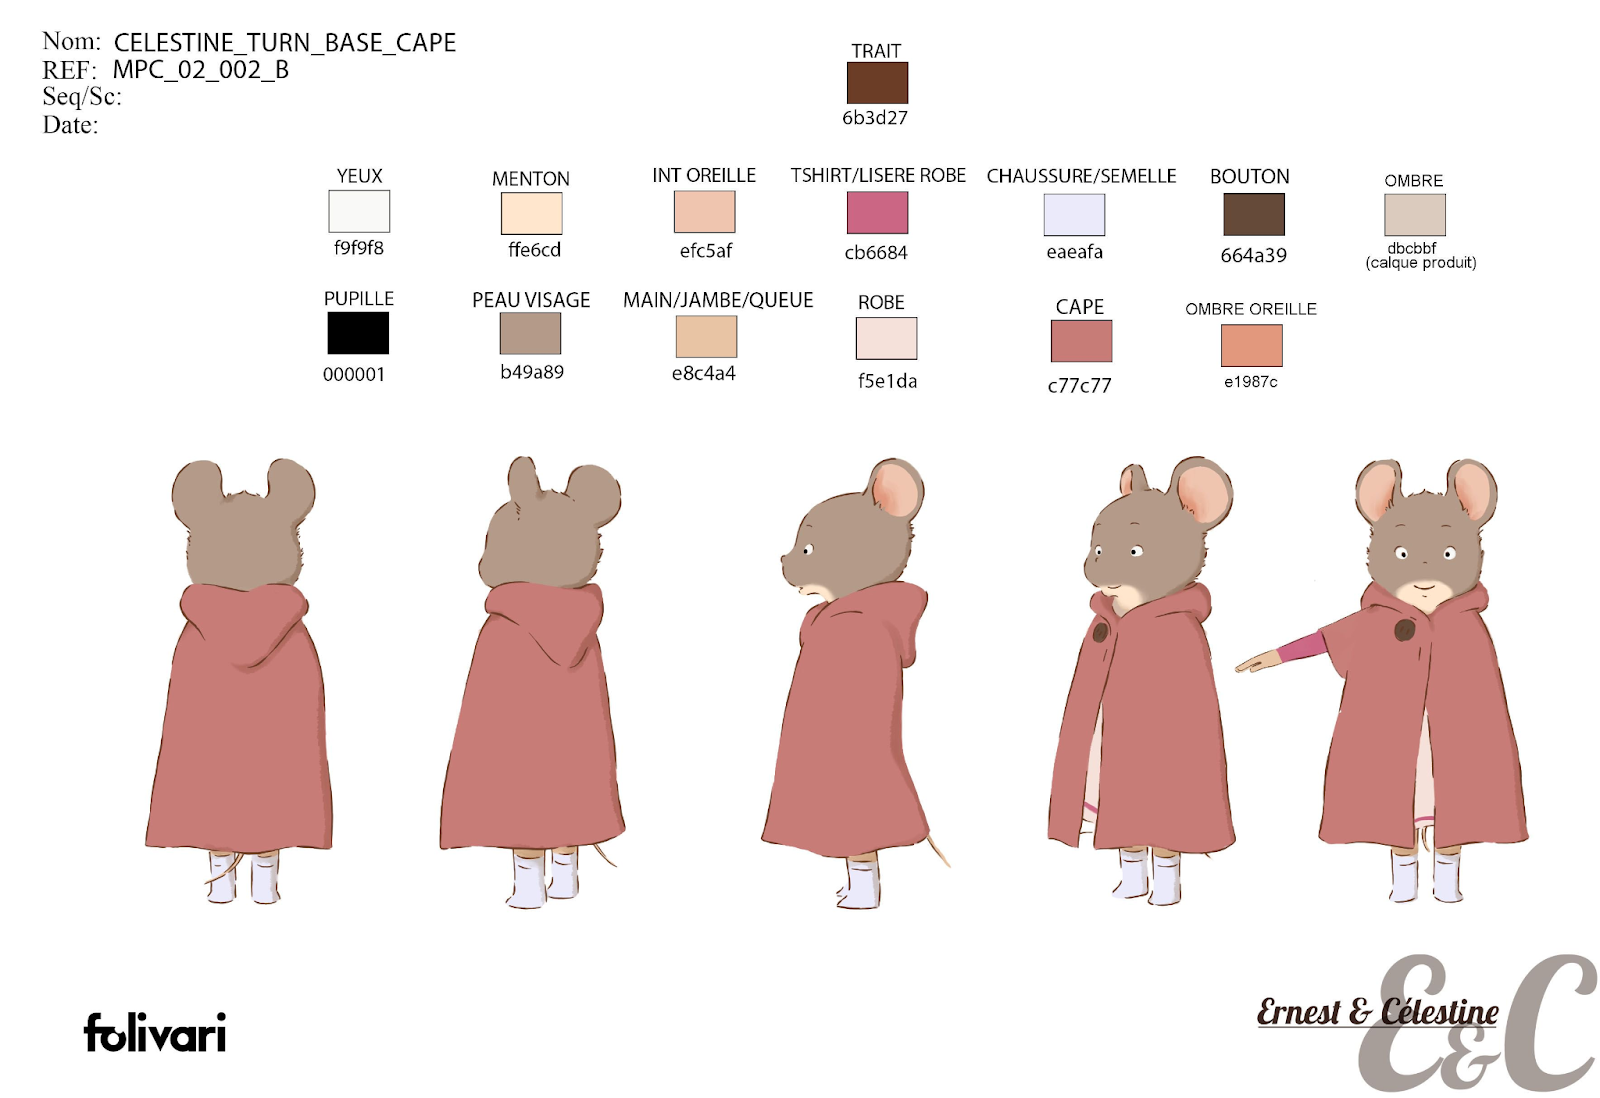 Nom: CELESTINE_TURN_BASE_CAPE
REF: MPC_02_002_B
Seq/Sc:
Date:
TRAIT
6b3d27
YEUX MENTON INT OREILLE TSHIRT/LISERE ROBE CHAUSSURE/SEMELLE BOUTON OMBRE
f9f9f8 ffe6cd efc5af cb6684 eaeafa 664a39 dbcbbf
(calque produit)
PUPILLE PEAU VISAGE MAIN/JAMBE/QUEUE ROBE CAPE OMBRE OREILLE
000001 b49a89 e8c4a4 f5e1da c77c77 e1987c
folivari
Ernest & Célestine
E&C